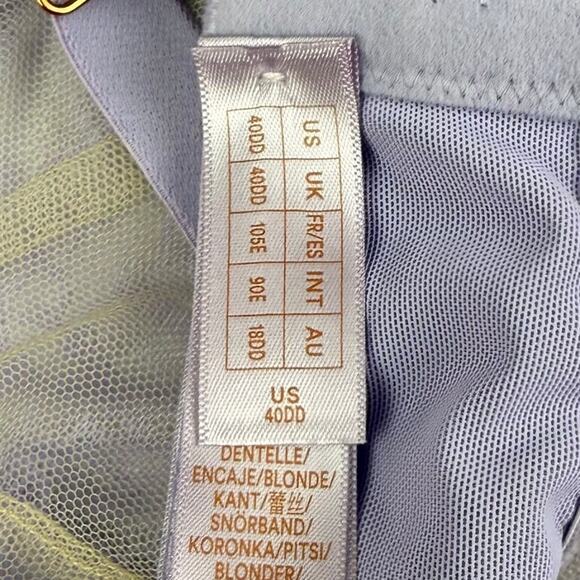 US UK FR/ES INT AU
40DD 40DD 105E 90E 18DD
US
40DD
DENTELLE/
ENCAJE/BLONDE/
KANT/蕾丝/
SNORBAND/
KORONKA/PITSI/
BLONDER/